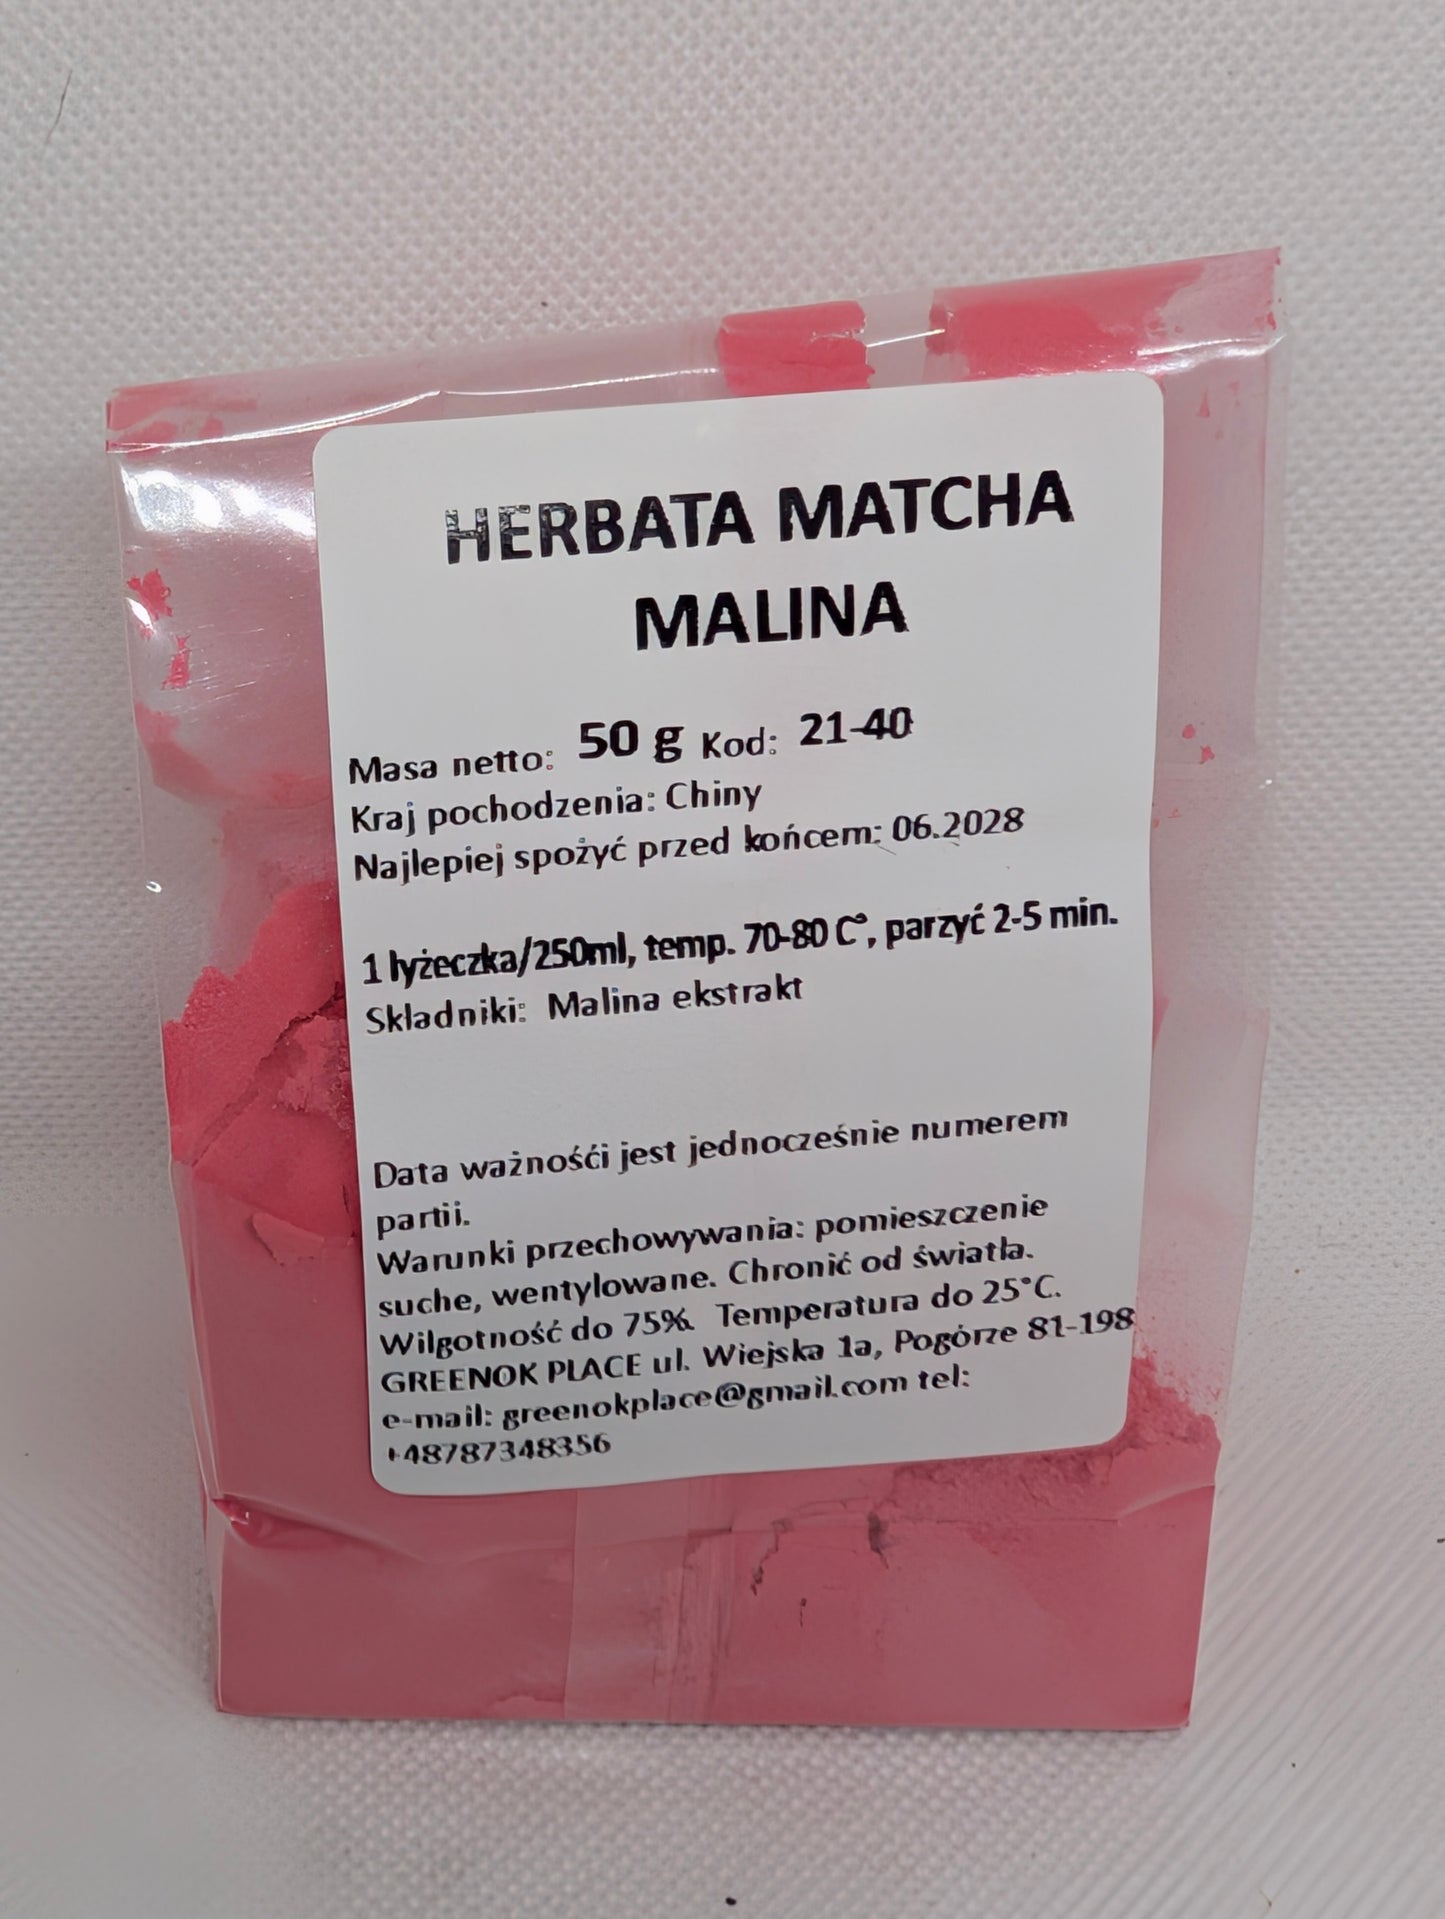 HERBATA MATCHA
MALINA
Masa netto: 50 g Kod: 21-40
Kraj pochodzenia: Chiny
Najlepiej spożyć przed końcem: 06.2028
1 łyżeczka/250ml, temp. 70-80 C°, parzyć 2-5 min.
Składniki: Malina ekstrakt
Data ważnośći jest jednocześnie numerem
partii.
Warunki przechowywania: pomieszczenie
suche, wentylowane. Chronić od światła.
Wilgotność do 75%. Temperatura do 25°C.
GREENOK PLACE ul. Wiejska 1a, Pogórze 81-198
e-mail: greenokplace@gmail.com tel:
+48787348356